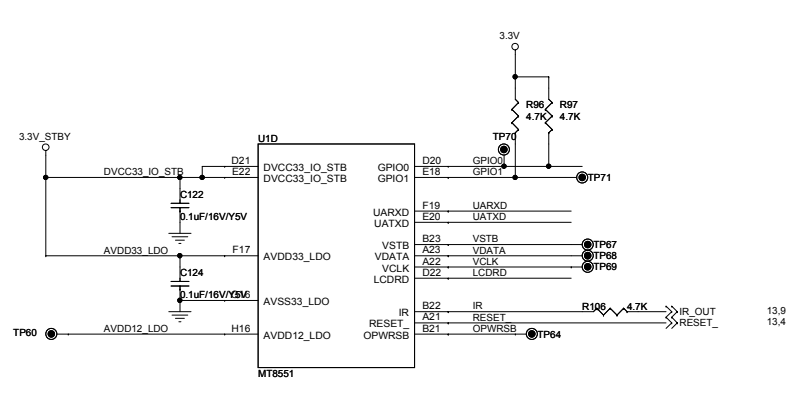 3.3V
R96 R97
4.7K 4.7K
TP70
3.3V_STBY
U1D
D21 DVCC33_IO_STB GPIO0 D20 GPIO0
DVCC33_IO_STB E22 DVCC33_IO_STB GPIO1 E18 GPIO1 TP71
C122
0.1uF/16V/Y5V
UARXD F19 UARXD
UATXD E20 UATXD
VSTB B23 VSTB TP67
AVDD33_LDO F17 AVDD33_LDO VDATA A23 VDATA TP68
VCLK A22 VCLK TP69
LCDRD D22 LCDRD
C124
0.1uF/16V/Y5V AVSS33_LDO
IR B22 IR R106 4.7K IR_OUT 13,9
RESET_ A21 RESET_ RESET_ 13,4
TP60 AVDD12_LDO H16 AVDD12_LDO OPWRSB B21 OPWRSB TP64
MT8551